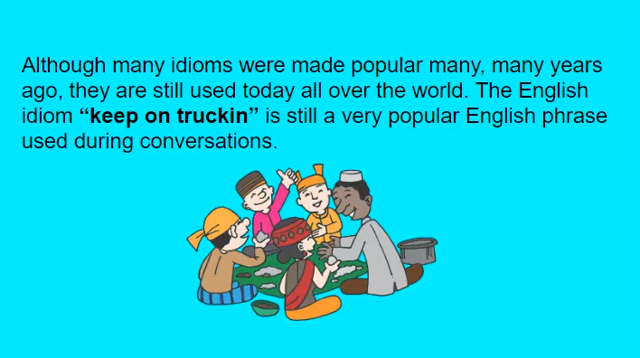 Although many idioms were made popular many, many years
ago, they are still used today all over the world. The English
idiom “keep on truckin” is still a very popular English phrase
used during conversations.